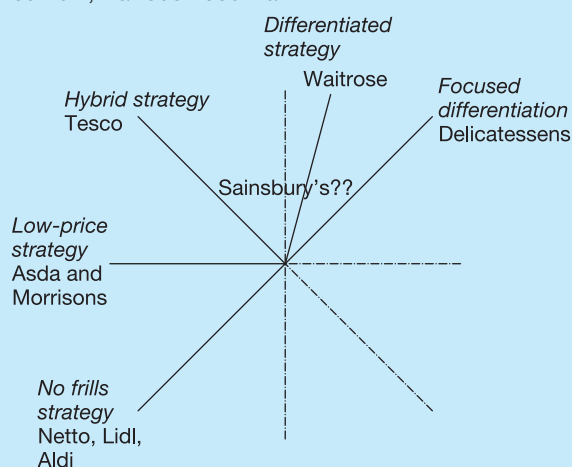 Differentiated
strategy
Waitrose
Focused
differentiation
Delicatessens
Hybrid strategy
Tesco
Sainsbury's??
Low-price
strategy
Asda and
Morrisons
No frills
strategy
Netto, Lidl,
Aldi